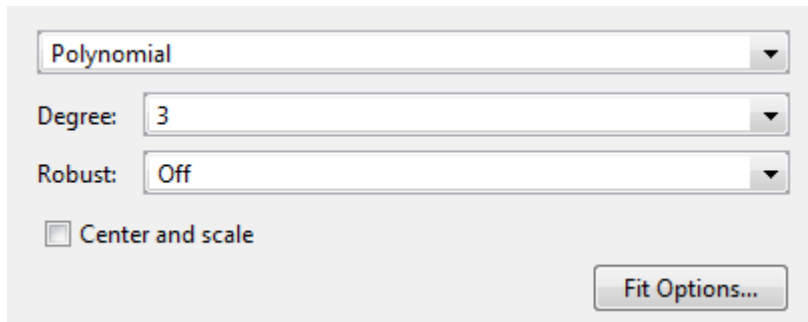 Polynomial
Degree: 3
Robust: Off
Center and scale
Fit Options...